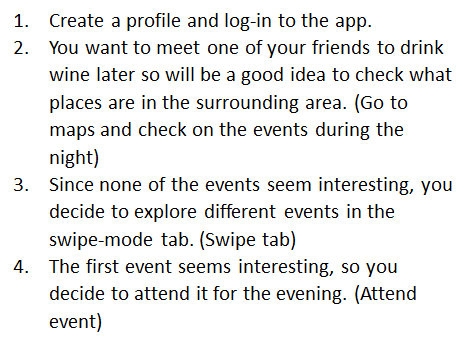 1. Create a profile and log-in to the app.
2. You want to meet one of your friends to drink
wine later so will be a good idea to check what
places are in the surrounding area. (Go to
maps and check on the events during the
night)
3. Since none of the events seem interesting, you
decide to explore different events in the
swipe-mode tab. (Swipe tab)
4. The first event seems interesting, so you
decide to attend it for the evening. (Attend
event)